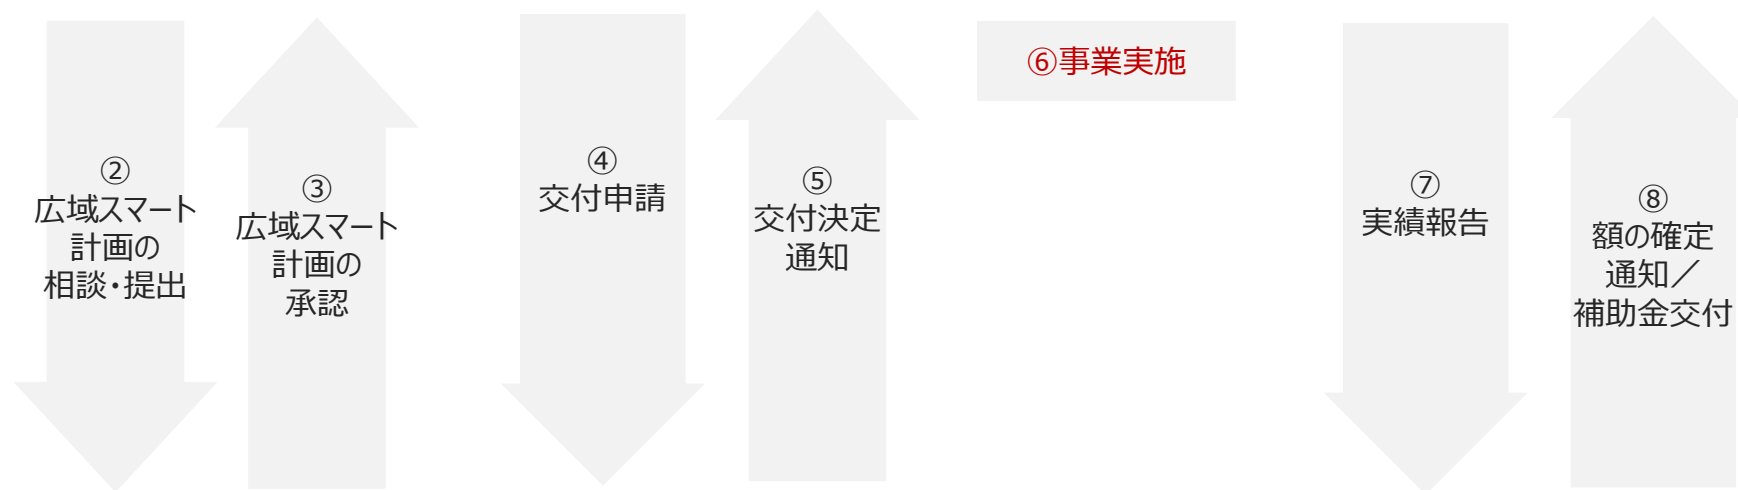 ②
広域スマート
計画の
相談・提出
③
広域スマート
計画の
承認
④
交付申請
⑤
交付決定
通知
⑥事業実施
⑦
実績報告
⑧
額の確定
通知／
補助金交付